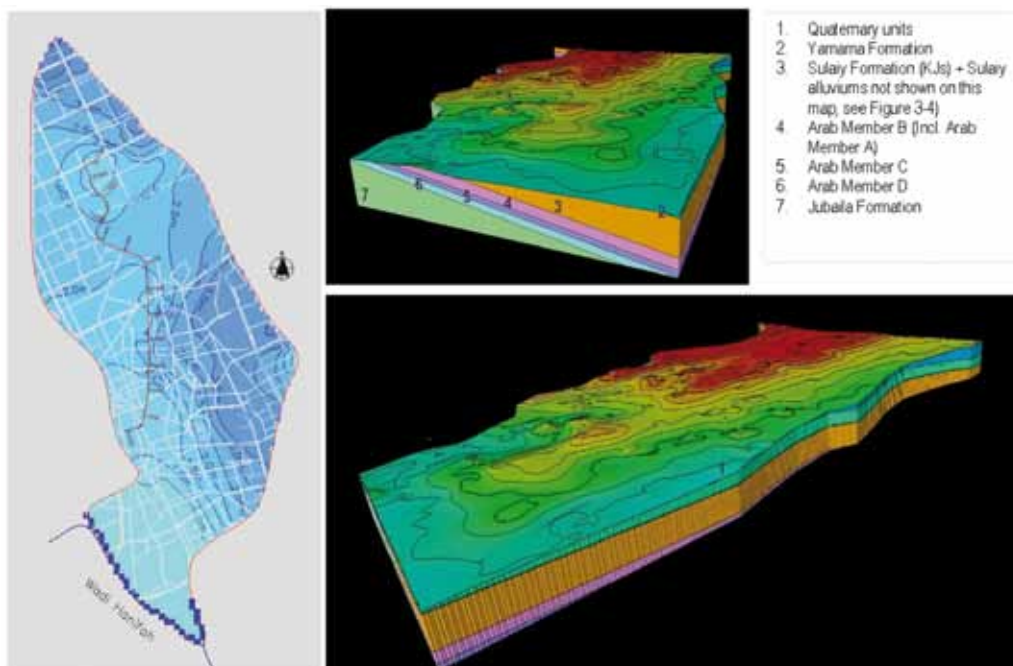 1. Quaternary units
2 Yamama Formation
3. Sulaiy Formation (KJs) + Sulaiy
alluviums not shown on this
map, see Figure 3-4)
4 Arab Member B (Incl. Arab
Member A)
5. Arab Member C
6. Arab Member D
7. Jubaila Formation
7
6
5
4
3
2
1
Wadi Hanifah